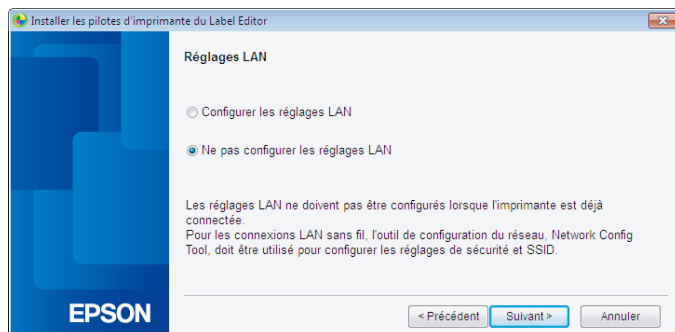 Installer les pilotes d'imprimante du Label Editor
Réglages LAN
Configurer les réglages LAN
Ne pas configurer les réglages LAN
Les réglages LAN ne doivent pas être configurés lorsque l'imprimante est déjà
connectée.
Pour les connexions LAN sans fil, l'outil de configuration du réseau, Network Config
Tool, doit être utilisé pour configurer les réglages de sécurité et SSID.
EPSON
< Précédent Suivant > Annuler